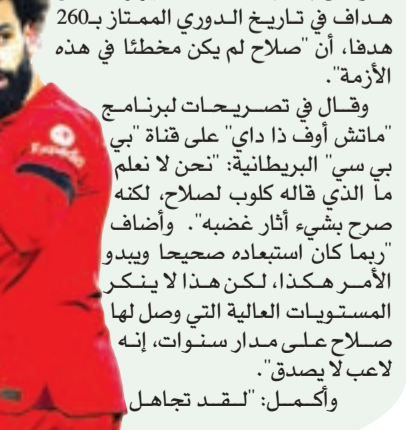 هداف في تاريخ الدوري الممتاز بـ260
هدفا، أن "صلاح لم يكن مخطئا في هذه
الأزمة".
وقال في تصريحات لبرنامج
"ماتش أوف ذا داي" على قناة "بي
بي سي" البريطانية: "نحن لا نعلم
ما الذي قاله كلوب لصلاح، لكنه
صرح بشيء أثار غضبه". وأضاف
"ربما كان استبعاده صحيحا ويبدو
الأمر هكذا، لكن هذا لا ينكر
المستويات العالية التي وصل لها
صلاح على مدار سنوات، إنه
لاعب لا يصدق".
وأكمل: "لقد تجاهل
Expedia